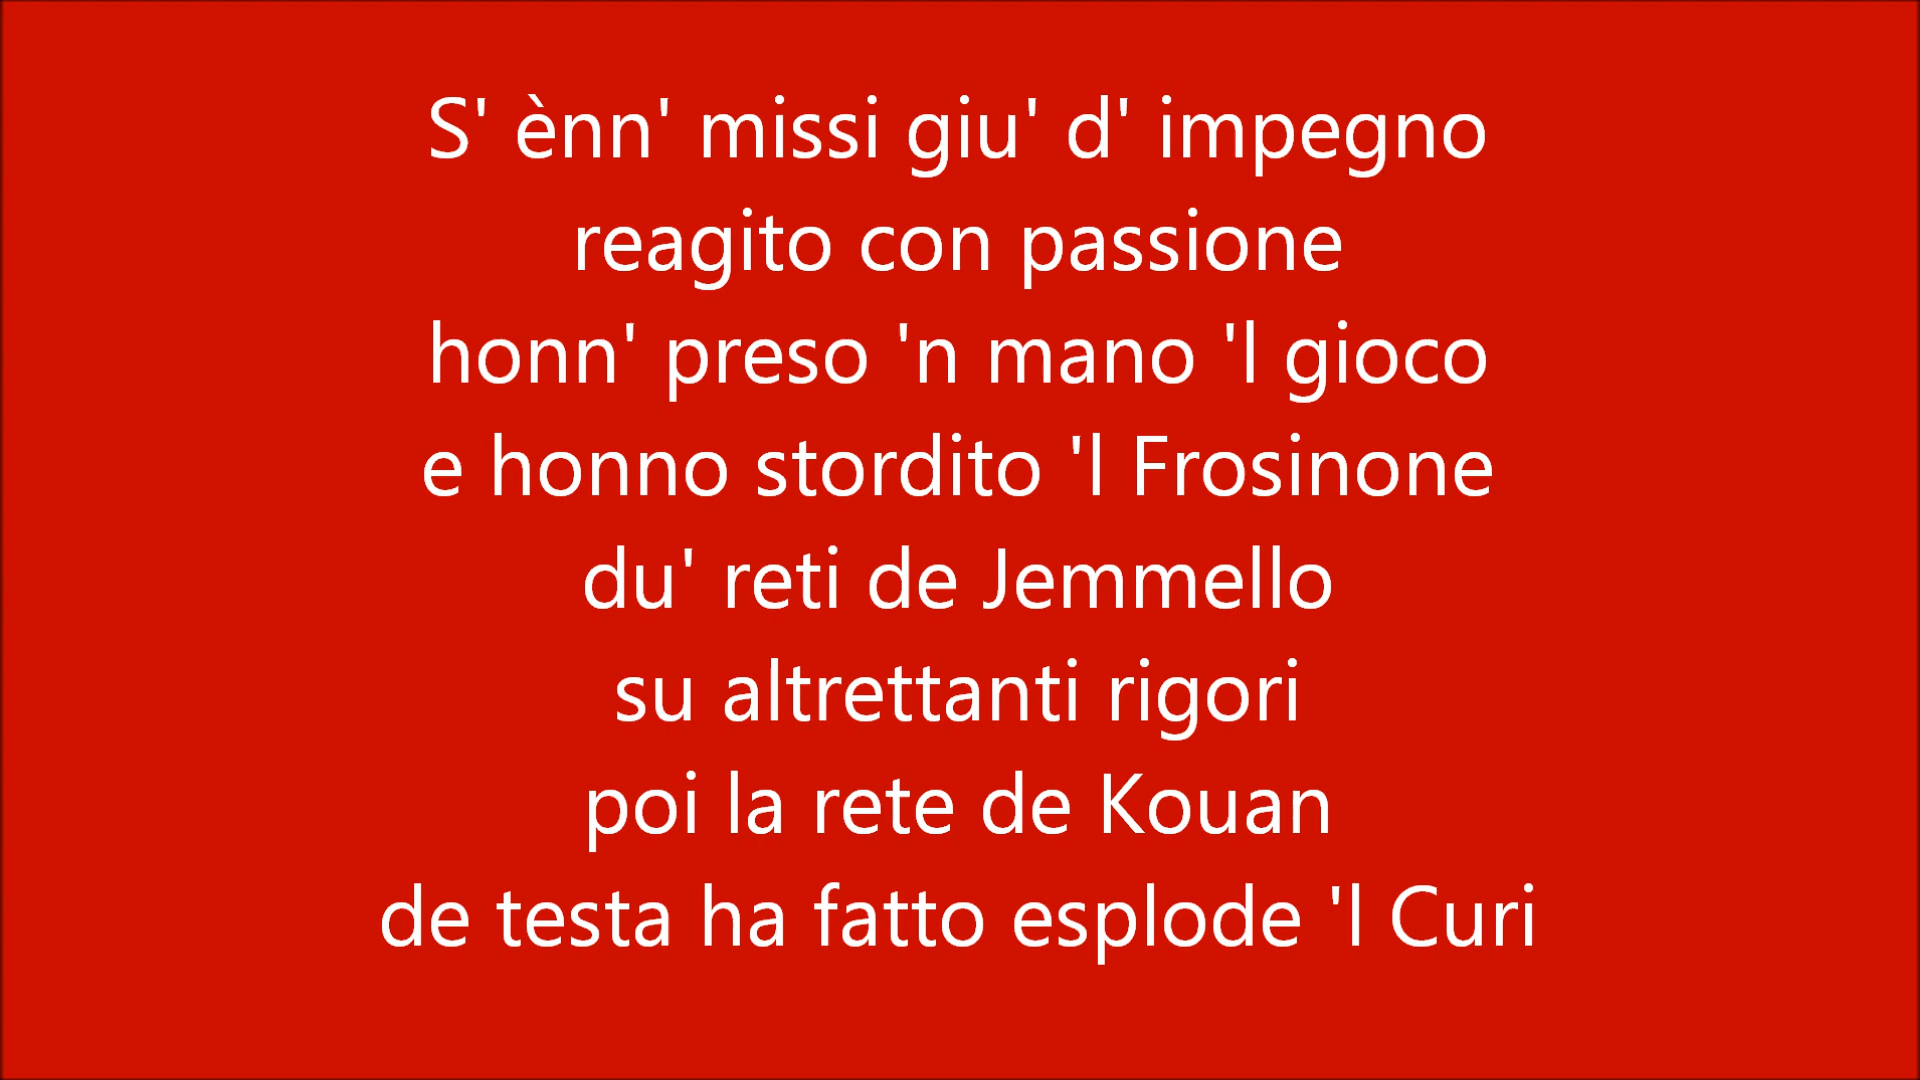 S' ènn' missi giu' d' impegno
reagito con passione
honn' preso 'n mano 'l gioco
e honno stordito 'l Frosinone
du' reti de Jemmello
su altrettanti rigori
poi la rete de Kouan
de testa ha fatto esplode 'l Curi